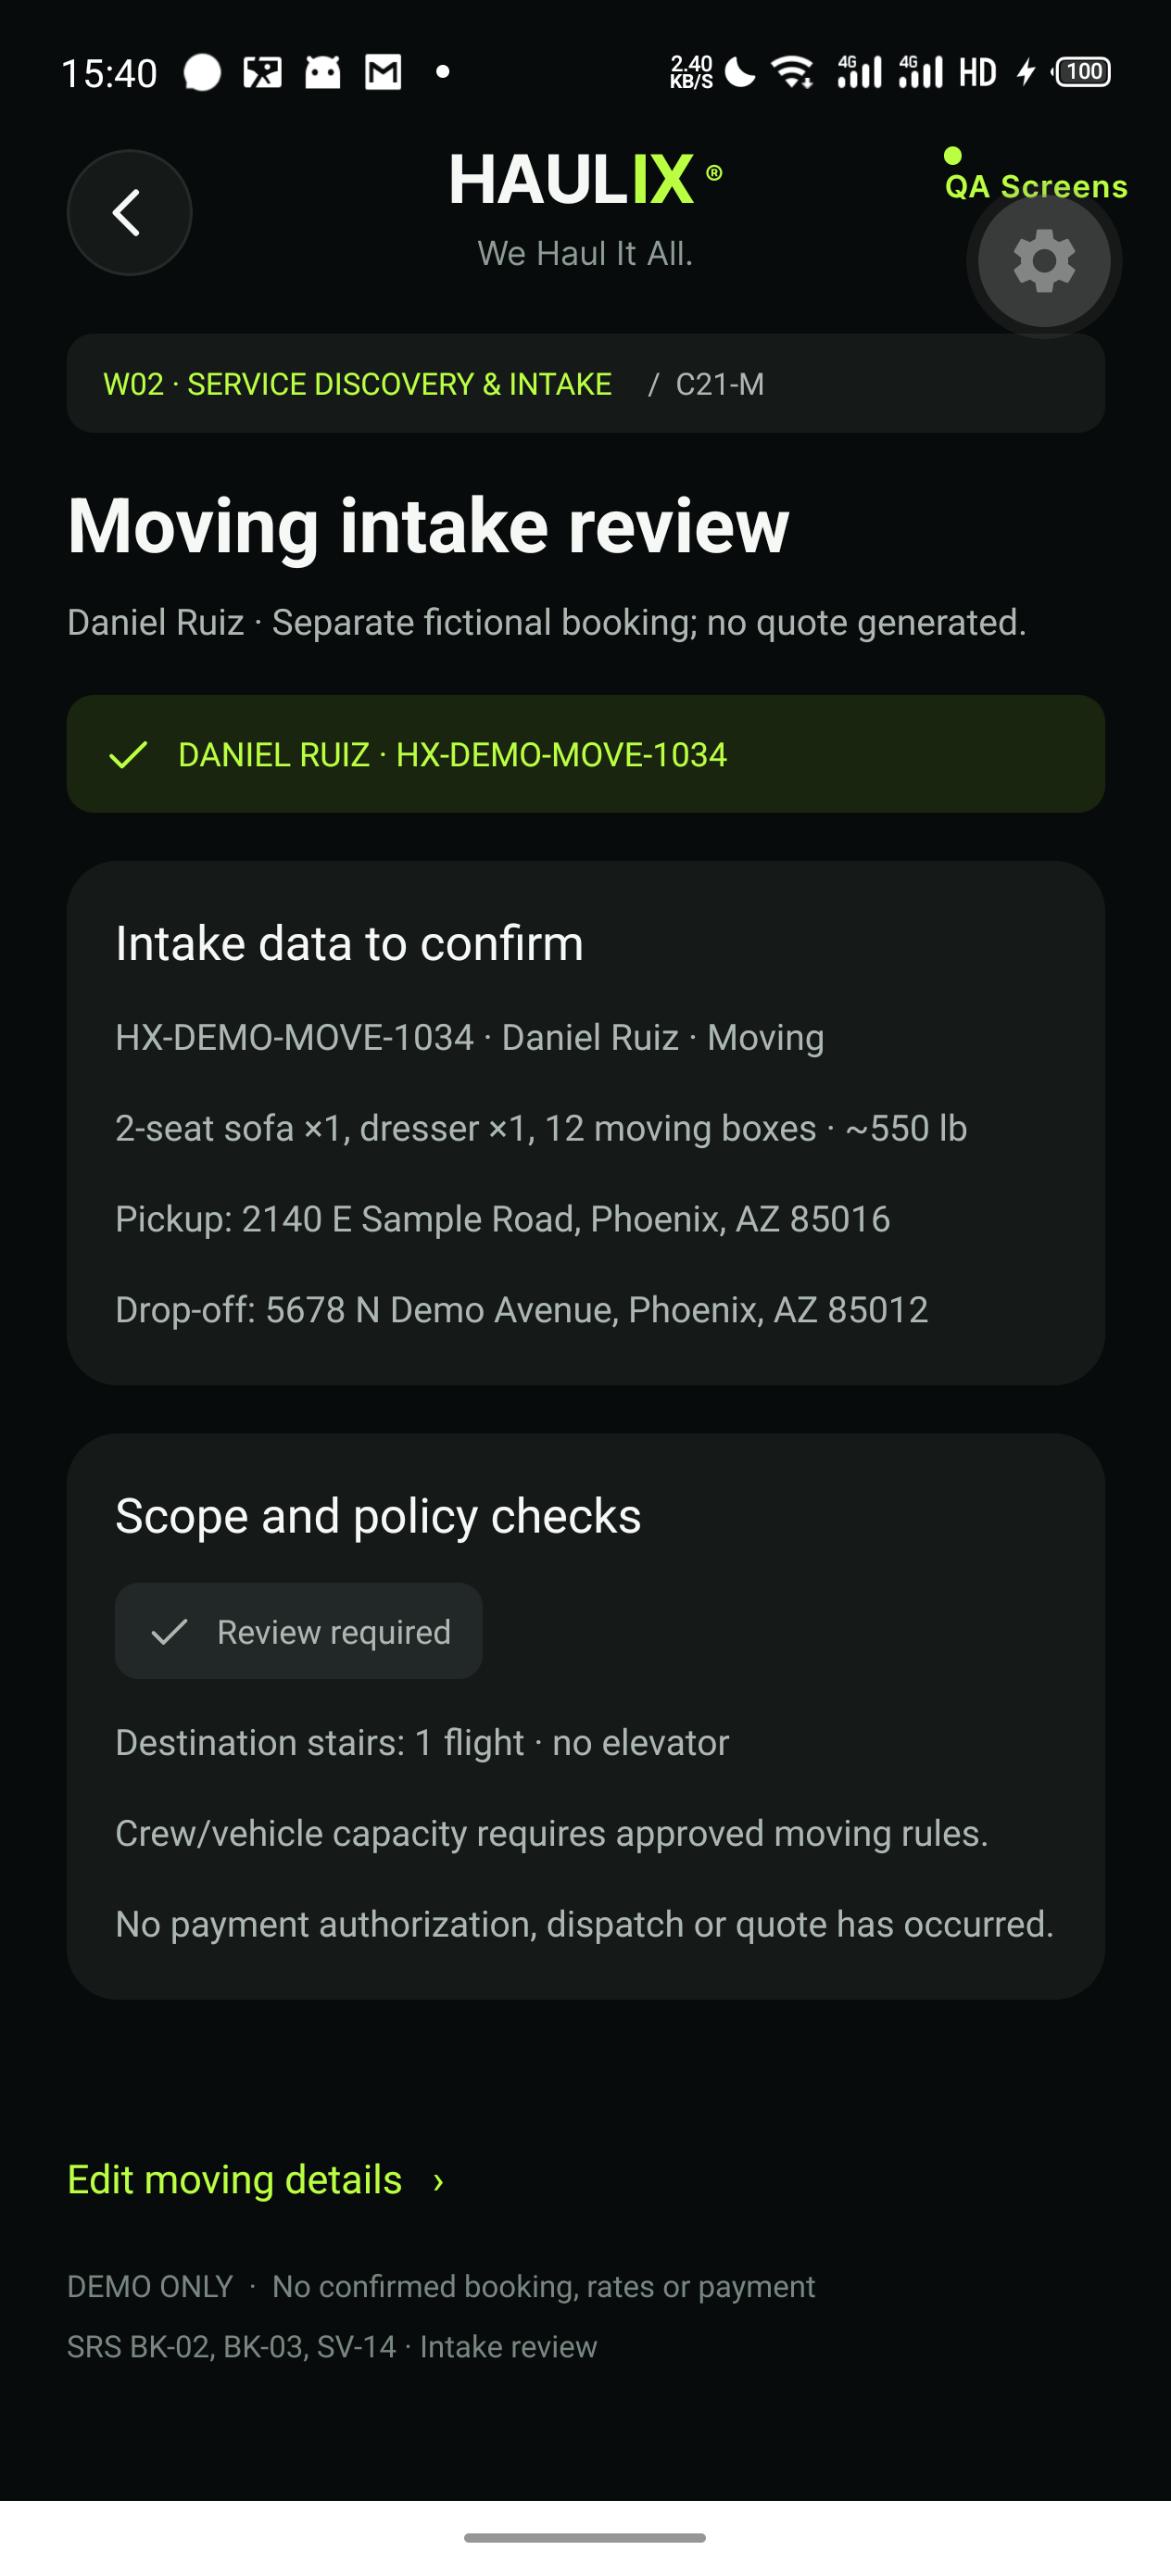 15:40
2.40 KB/S 4G 4G HD 100
HAULIX ®
We Haul It All.
QA Screens
W02 · SERVICE DISCOVERY & INTAKE / C21-M
Moving intake review
Daniel Ruiz · Separate fictional booking; no quote generated.
DANIEL RUIZ · HX-DEMO-MOVE-1034
Intake data to confirm
HX-DEMO-MOVE-1034 · Daniel Ruiz · Moving
2-seat sofa ×1, dresser ×1, 12 moving boxes · ~550 lb
Pickup: 2140 E Sample Road, Phoenix, AZ 85016
Drop-off: 5678 N Demo Avenue, Phoenix, AZ 85012
Scope and policy checks
Review required
Destination stairs: 1 flight · no elevator
Crew/vehicle capacity requires approved moving rules.
No payment authorization, dispatch or quote has occurred.
Edit moving details ›
DEMO ONLY · No confirmed booking, rates or payment
SRS BK-02, BK-03, SV-14 · Intake review